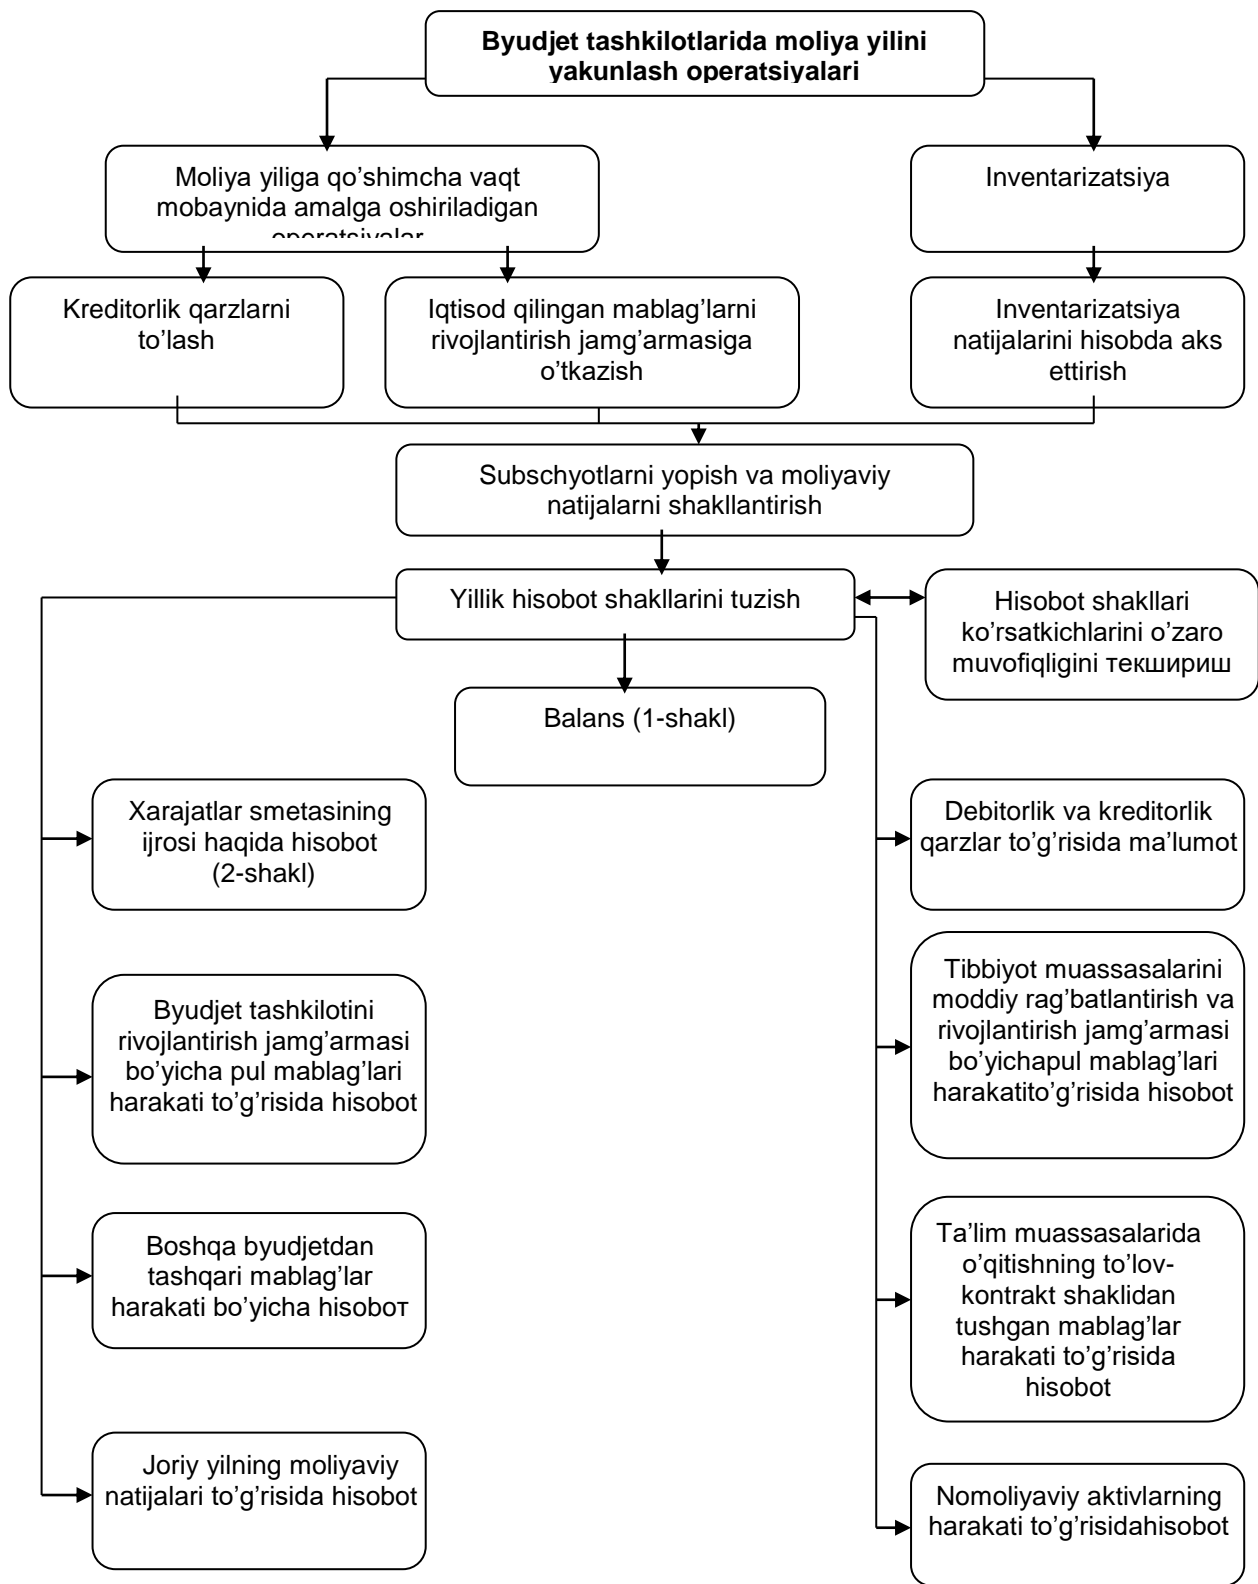 Byudjet tashkilotlarida moliya yilini
yakunlash operatsiyalari
Moliya yiliga qo’shimcha vaqt
mobaynida amalga oshiriladigan
operatsiyalar
Inventarizatsiya
Kreditorlik qarzlarni
to’lash
Iqtisod qilingan mablag’larni
rivojlantirish jamg’armasiga
o’tkazish
Inventarizatsiya
natijalarini hisobda aks
ettirish
Subschyotlarni yopish va moliyaviy
natijalarni shakllantirish
Yillik hisobot shakllarini tuzish
Hisobot shakllari
ko’rsatkichlarini o’zaro
muvofiqligini текшириш
Balans (1-shakl)
Xarajatlar smetasining
ijrosi haqida hisobot
(2-shakl)
Debitorlik va kreditorlik
qarzlar to’g’risida ma’lumot
Byudjet tashkilotini
rivojlantirish jamg’armasi
bo’yicha pul mablag’lari
harakati to’g’risida hisobot
Tibbiyot muassasalarini
moddiy rag’batlantirish va
rivojlantirish jamg’armasi
bo’yichapul mablag’lari
harakatito’g’risida hisobot
Boshqa byudjetdan
tashqari mablag’lar
harakati bo’yicha hisoboт
Ta’lim muassasalarida
o’qitishning to’lov-
kontrakt shaklidan
tushgan mablag’lar
harakati to’g’risida
hisobot
Joriy yilning moliyaviy
natijalari to’g’risida hisobot
Nomoliyaviy aktivlarning
harakati to’g’risidahisobot